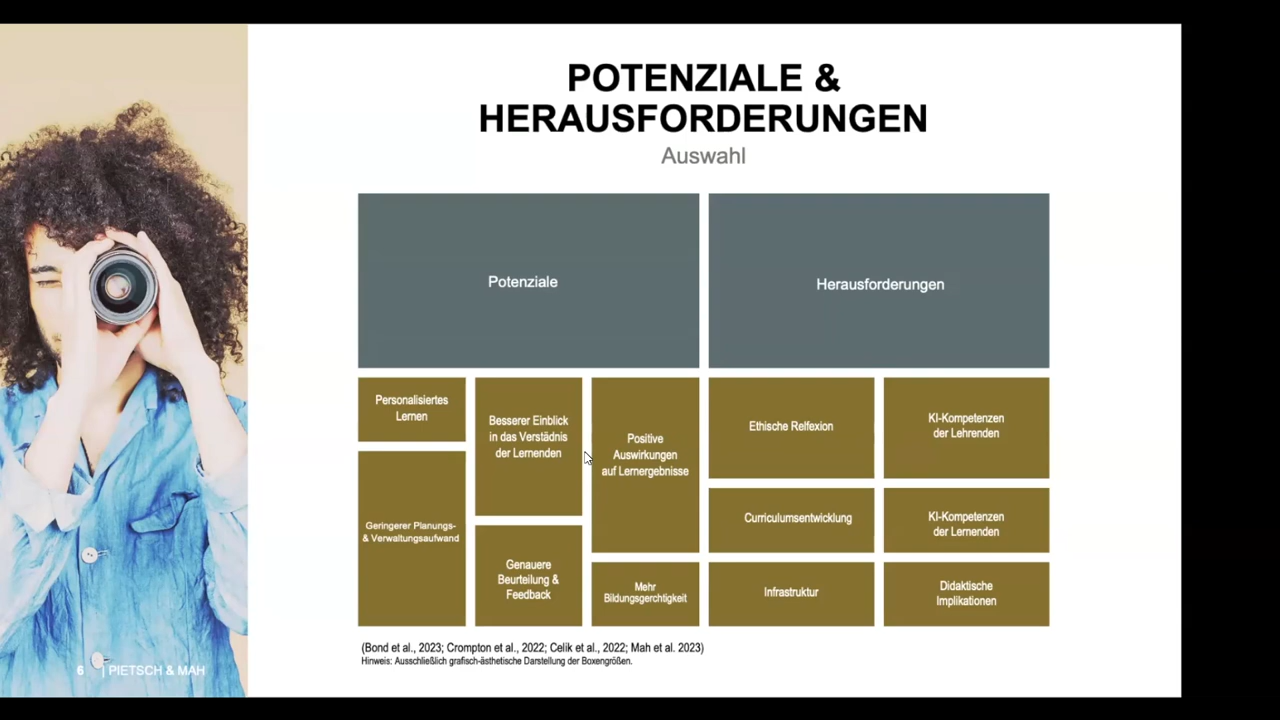 POTENZIALE &
HERAUSFORDERUNGEN
Auswahl
Potenziale
Herausforderungen
Personalisiertes
Lernen
Geringerer Planungs-
& Verwaltungsaufwand
Besserer Einblick
in das Verstädnis
der Lernenden
Genauere
Beurteilung &
Feedback
Positive
Auswirkungen
auf Lernergebnisse
Mehr
Bildungsgerchtigkeit
Ethische Relfexion
KI-Kompetenzen
der Lehrenden
Curriculumsentwicklung
KI-Kompetenzen
der Lernenden
Infrastruktur
Didaktische
Implikationen
(Bond et al., 2023; Crompton et al., 2022; Celik et al., 2022; Mah et al. 2023)
Hinweis: Ausschließlich grafisch-ästhetische Darstellung der Boxengrößen.
6 | PIETSCH & MAH